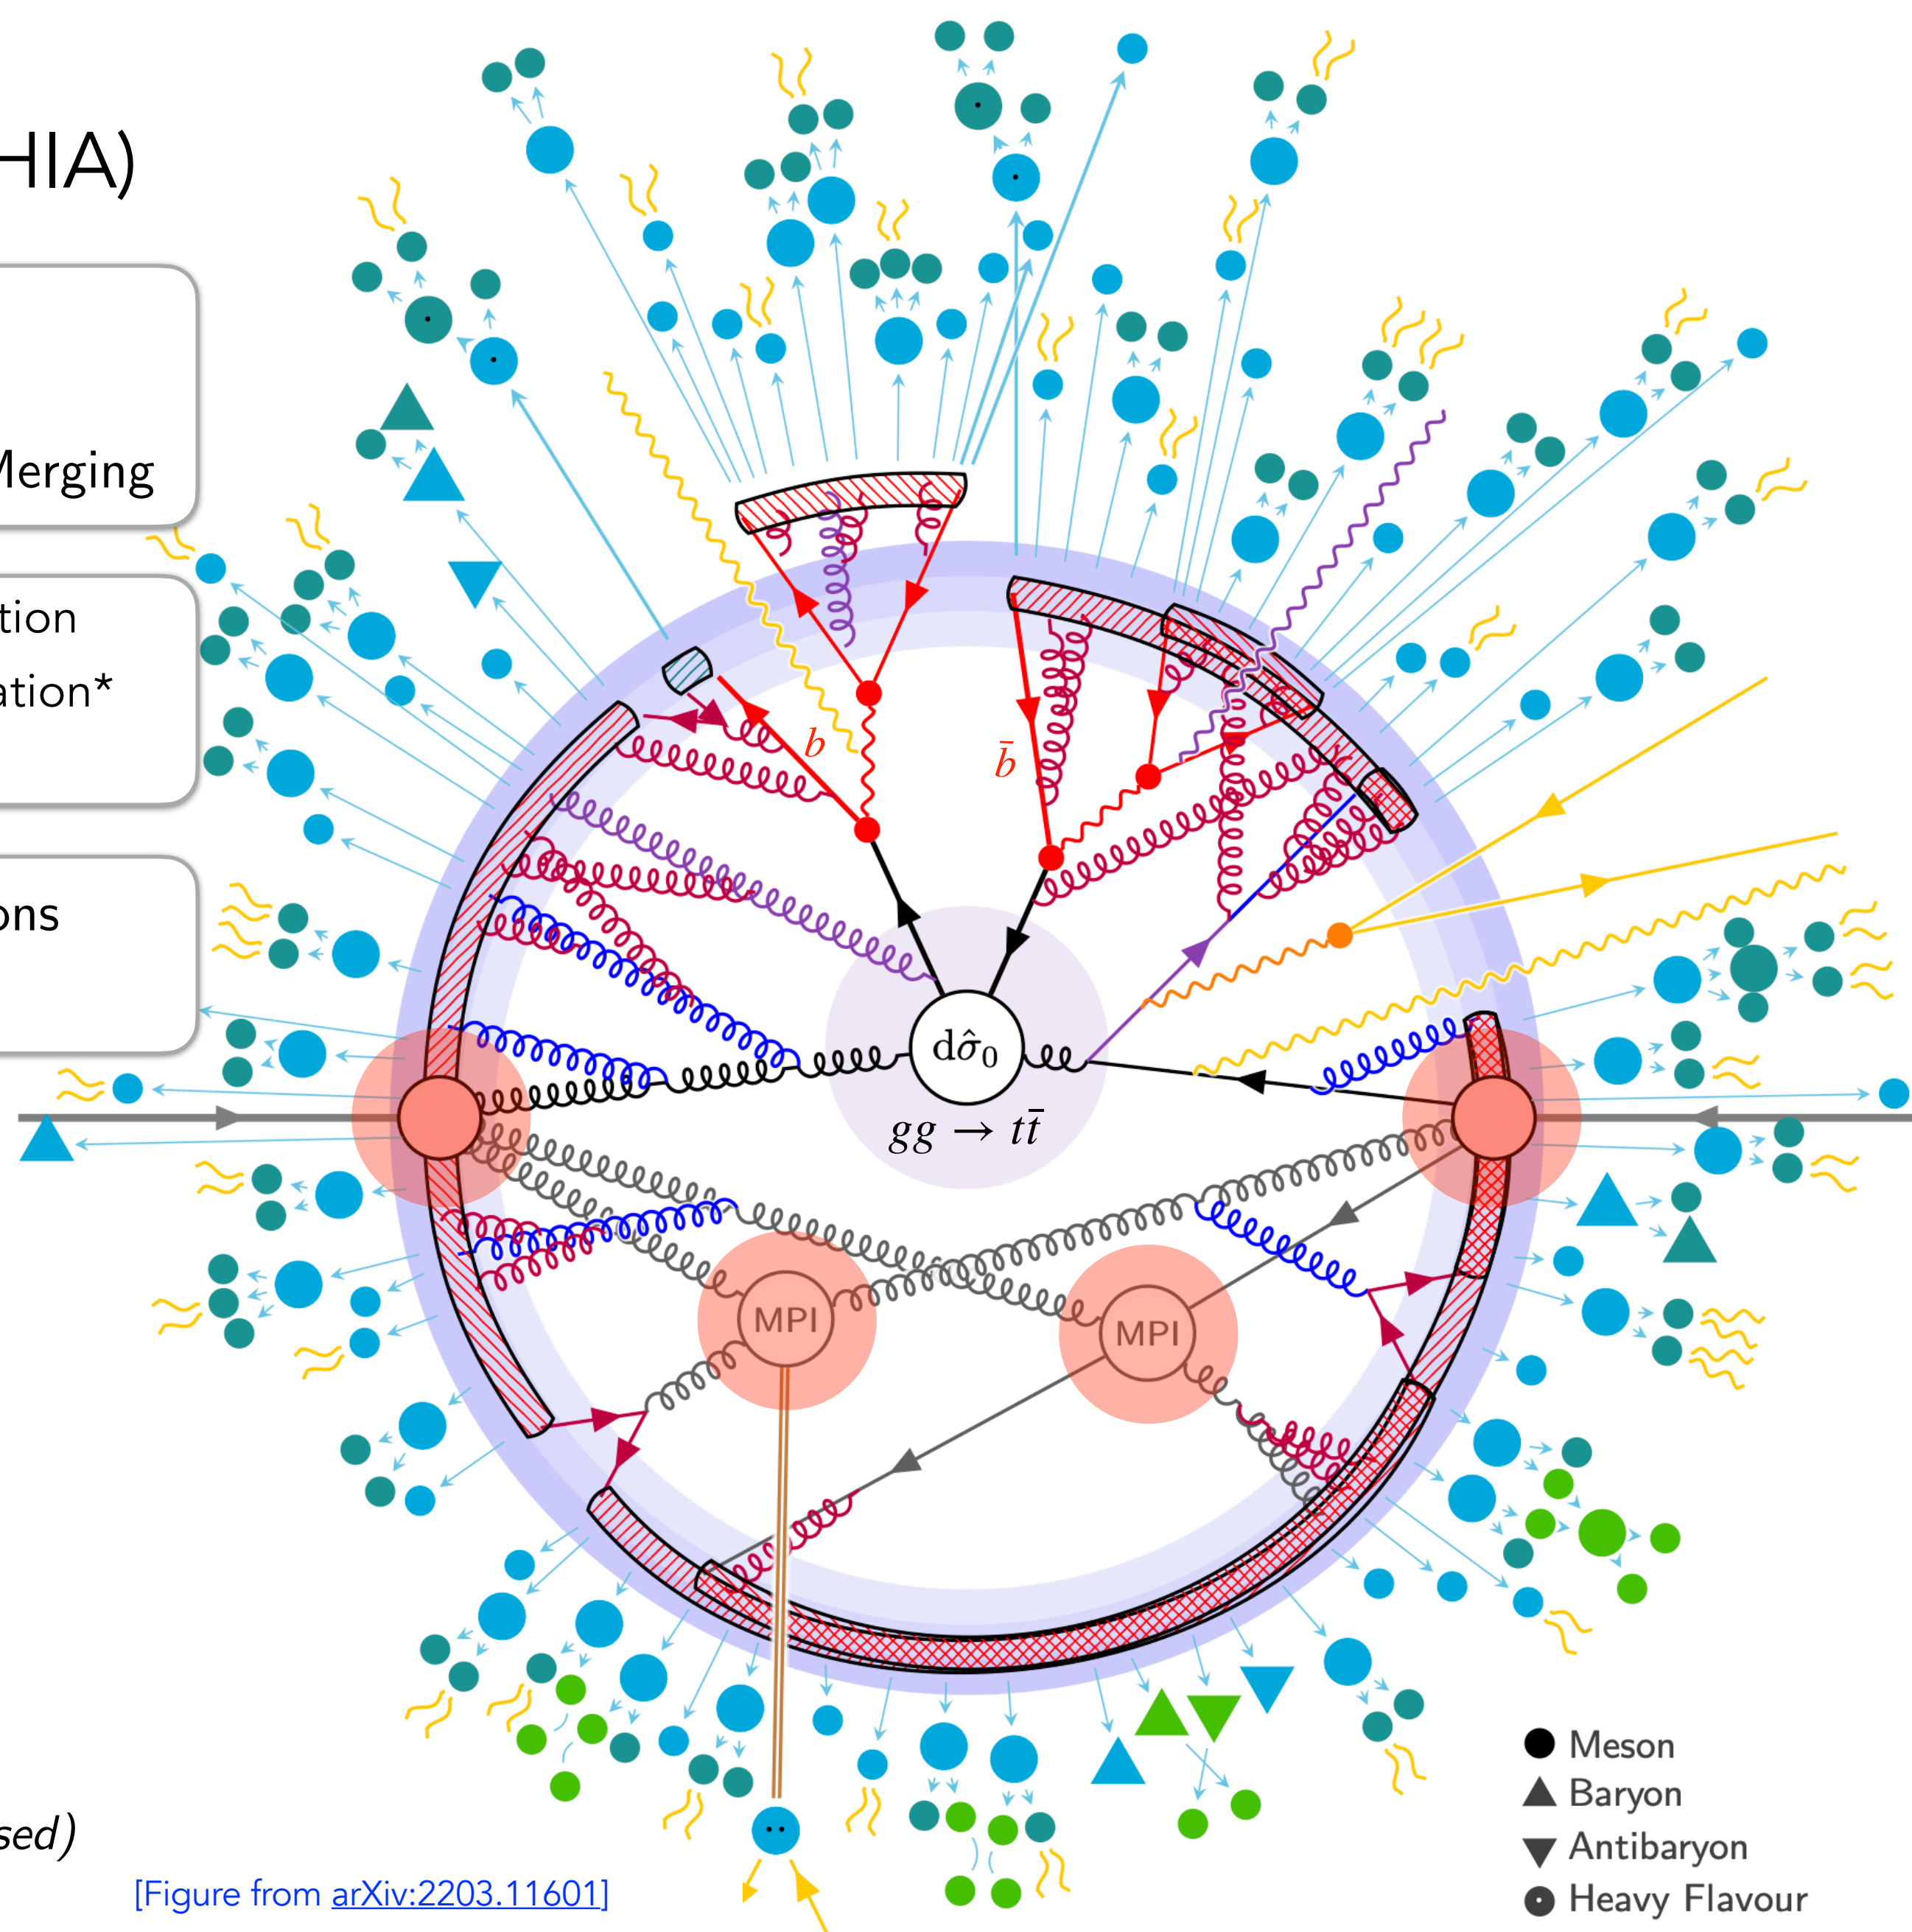 HIA)
Merging
tion
ation*
ons
b
b̄
dσ̂₀
gg → tt̄
MPI
MPI
Meson
Baryon
Antibaryon
Heavy Flavour
sed)
[Figure from arXiv:2203.11601]